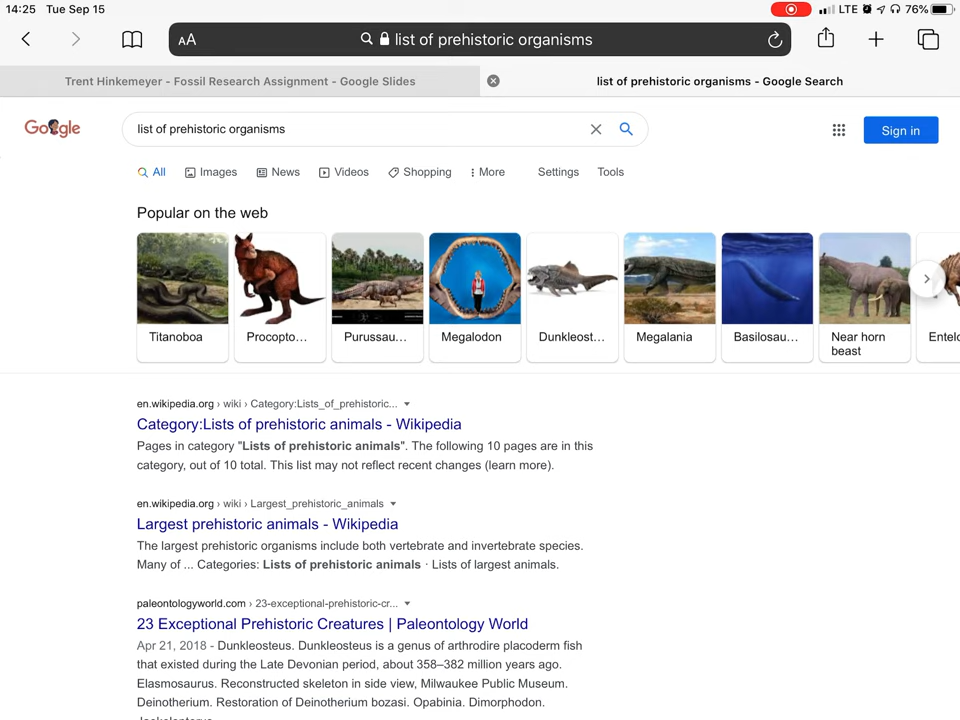 14:25 Tue Sep 15
LTE 76%
AA list of prehistoric organisms
Trent Hinkemeyer - Fossil Research Assignment - Google Slides
list of prehistoric organisms - Google Search
Google list of prehistoric organisms Sign in
All Images News Videos Shopping More Settings Tools
Popular on the web
Titanoboa Procopto... Purussau... Megalodon Dunkleost... Megalania Basilosau... Near horn Entelo
beast
en.wikipedia.org › wiki › Category:Lists_of_prehistoric...
Category:Lists of prehistoric animals - Wikipedia
Pages in category "Lists of prehistoric animals". The following 10 pages are in this
category, out of 10 total. This list may not reflect recent changes (learn more).
en.wikipedia.org › wiki › Largest_prehistoric_animals
Largest prehistoric animals - Wikipedia
The largest prehistoric organisms include both vertebrate and invertebrate species.
Many of ... Categories: Lists of prehistoric animals · Lists of largest animals.
paleontologyworld.com › 23-exceptional-prehistoric-cr...
23 Exceptional Prehistoric Creatures | Paleontology World
Apr 21, 2018 - Dunkleosteus. Dunkleosteus is a genus of arthrodire placoderm fish
that existed during the Late Devonian period, about 358–382 million years ago.
Elasmosaurus. Reconstructed skeleton in side view, Milwaukee Public Museum.
Deinotherium. Restoration of Deinotherium bozasi. Opabinia. Dimorphodon.